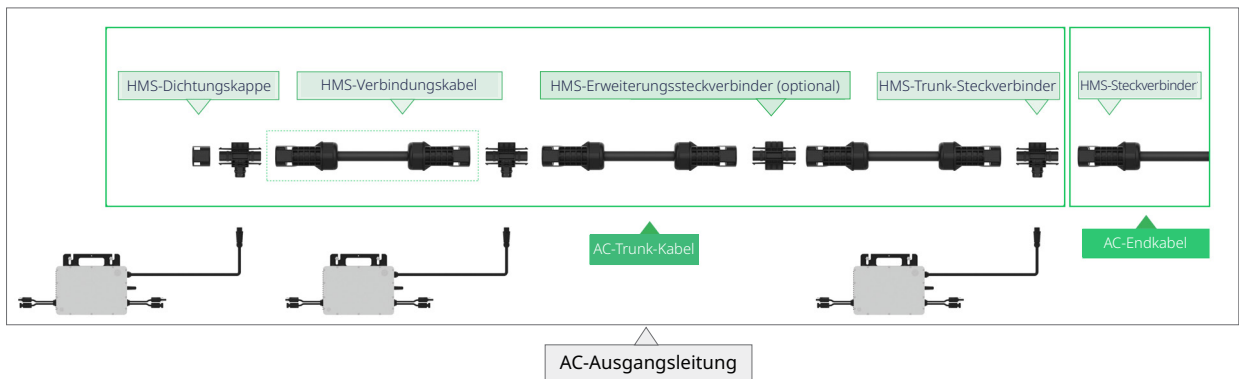 HMS-Dichtungskappe
HMS-Verbindungskabel
HMS-Erweiterungssteckverbinder (optional)
HMS-Trunk-Steckverbinder
HMS-Steckverbinder
AC-Trunk-Kabel
AC-Endkabel
AC-Ausgangsleitung